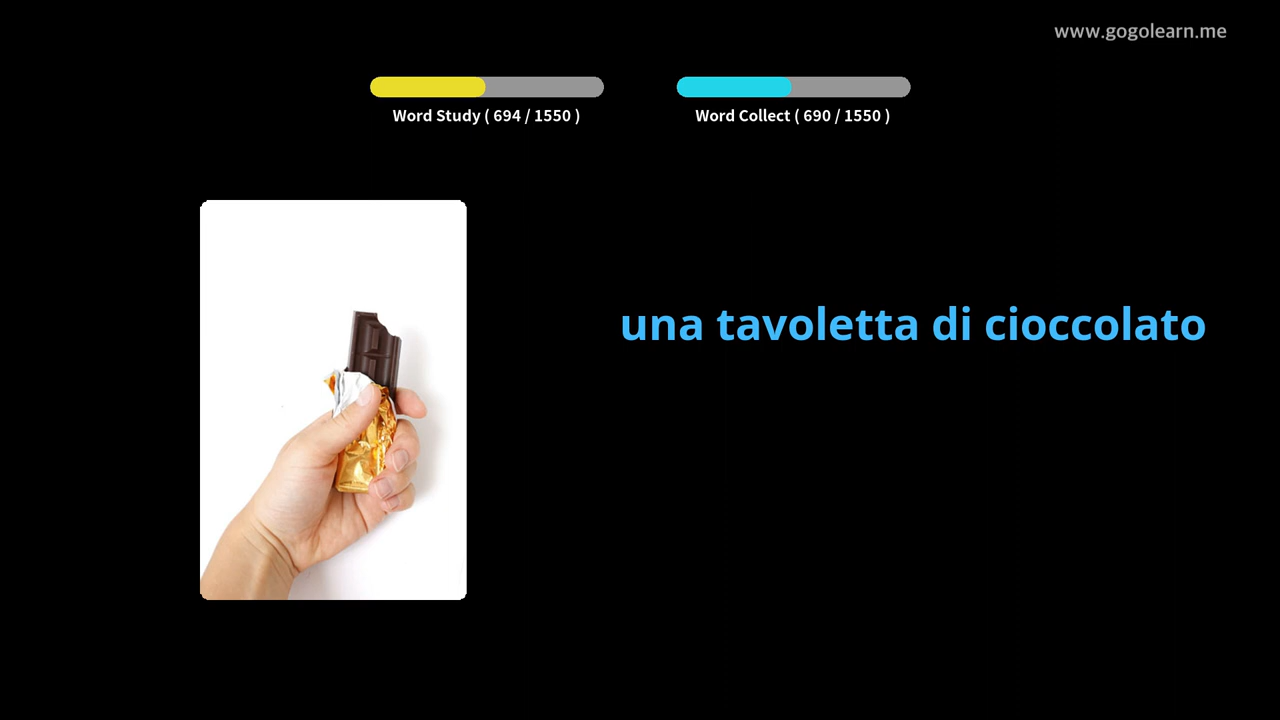 www.gogolearn.me
Word Study ( 694 / 1550 )
Word Collect ( 690 / 1550 )
una tavoletta di cioccolato